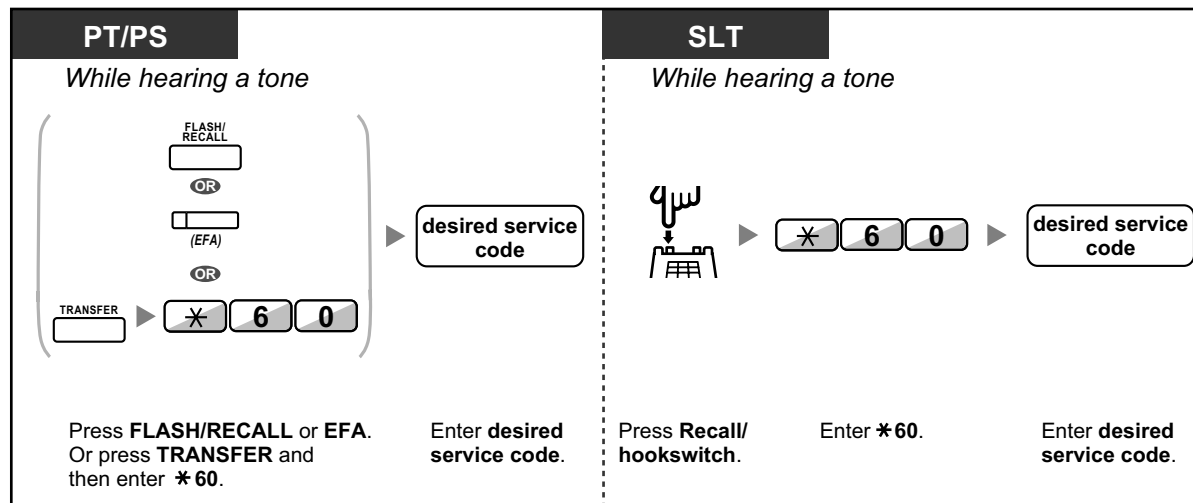 PT/PS
While hearing a tone
FLASH/
RECALL
OR
(EFA)
OR
TRANSFER
* 6 0
desired service
code
Press FLASH/RECALL or EFA.
Or press TRANSFER and
then enter *60.
Enter desired
service code.
SLT
While hearing a tone
* 6 0
desired service
code
Press Recall/
hookswitch.
Enter *60.
Enter desired
service code.